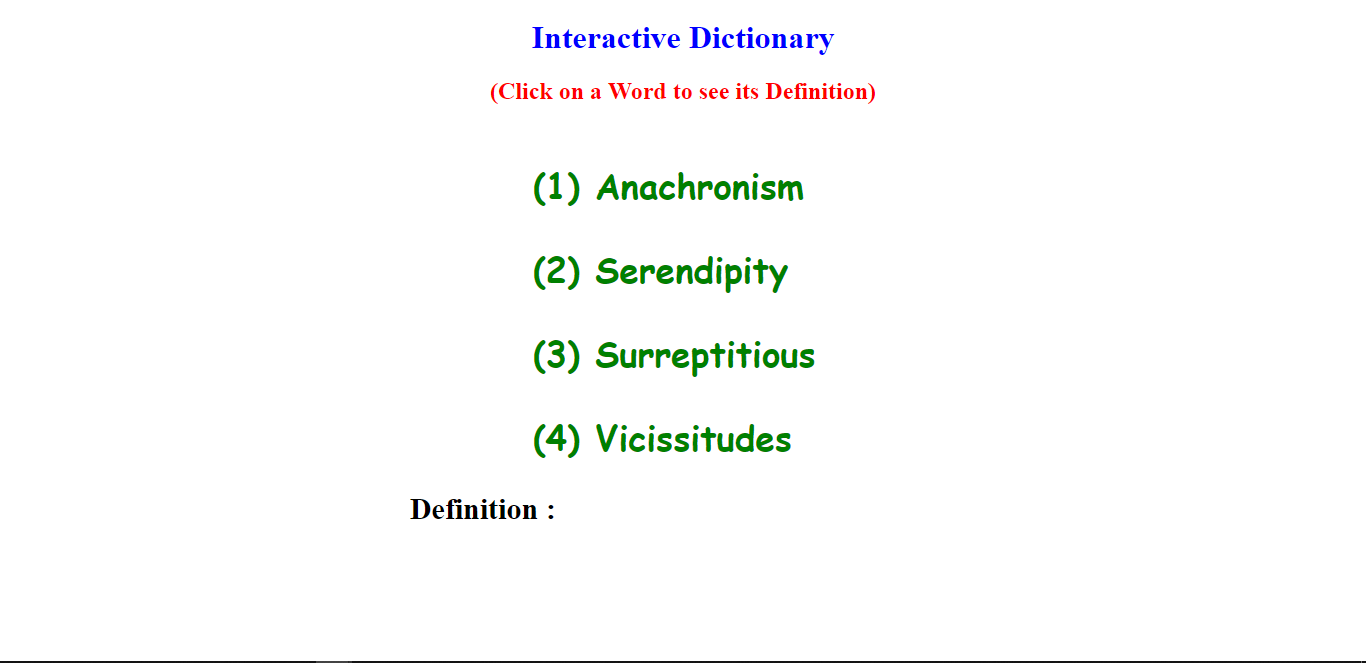 Interactive Dictionary
(Click on a Word to see its Definition)
(1) Anachronism
(2) Serendipity
(3) Surreptitious
(4) Vicissitudes
Definition :